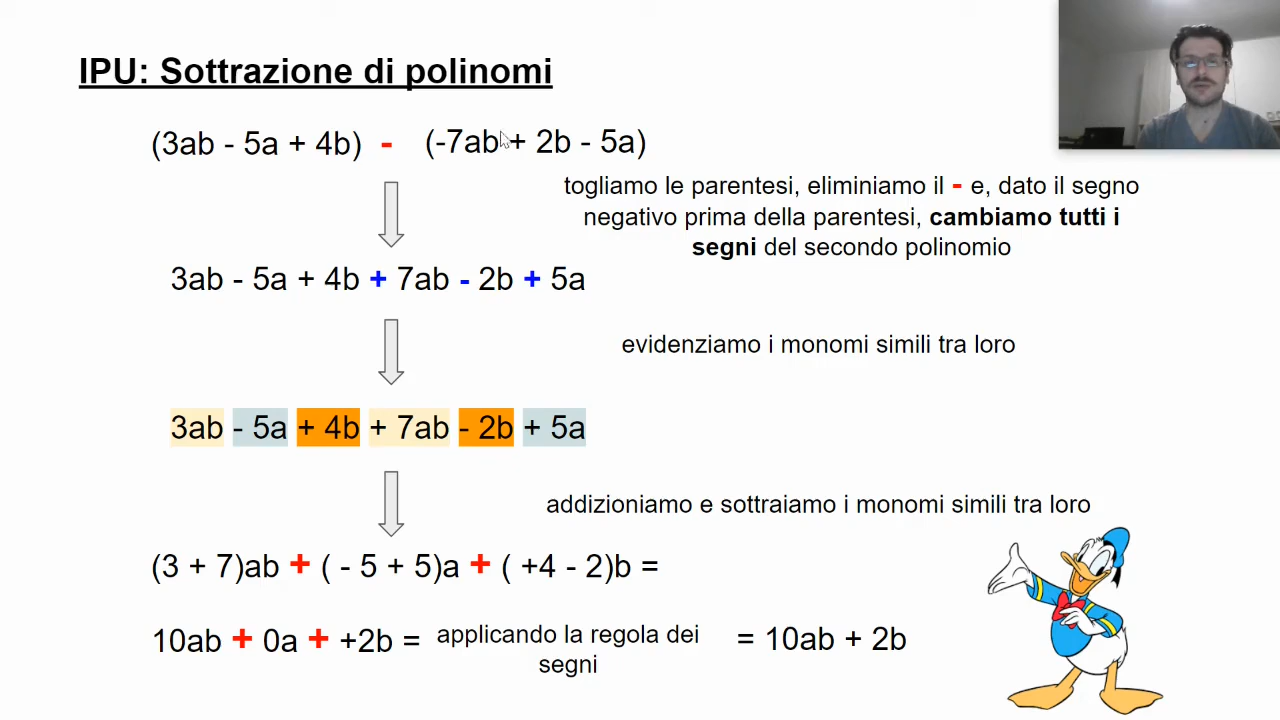 IPU: Sottrazione di polinomi
(3ab - 5a + 4b) - (-7ab + 2b - 5a)
togliamo le parentesi, eliminiamo il - e, dato il segno
negativo prima della parentesi, cambiamo tutti i
segni del secondo polinomio
3ab - 5a + 4b + 7ab - 2b + 5a
evidenziamo i monomi simili tra loro
3ab - 5a + 4b + 7ab - 2b + 5a
addizioniamo e sottraiamo i monomi simili tra loro
(3 + 7)ab + ( - 5 + 5)a + ( +4 - 2)b =
10ab + 0a + +2b =
applicando la regola dei
segni
= 10ab + 2b